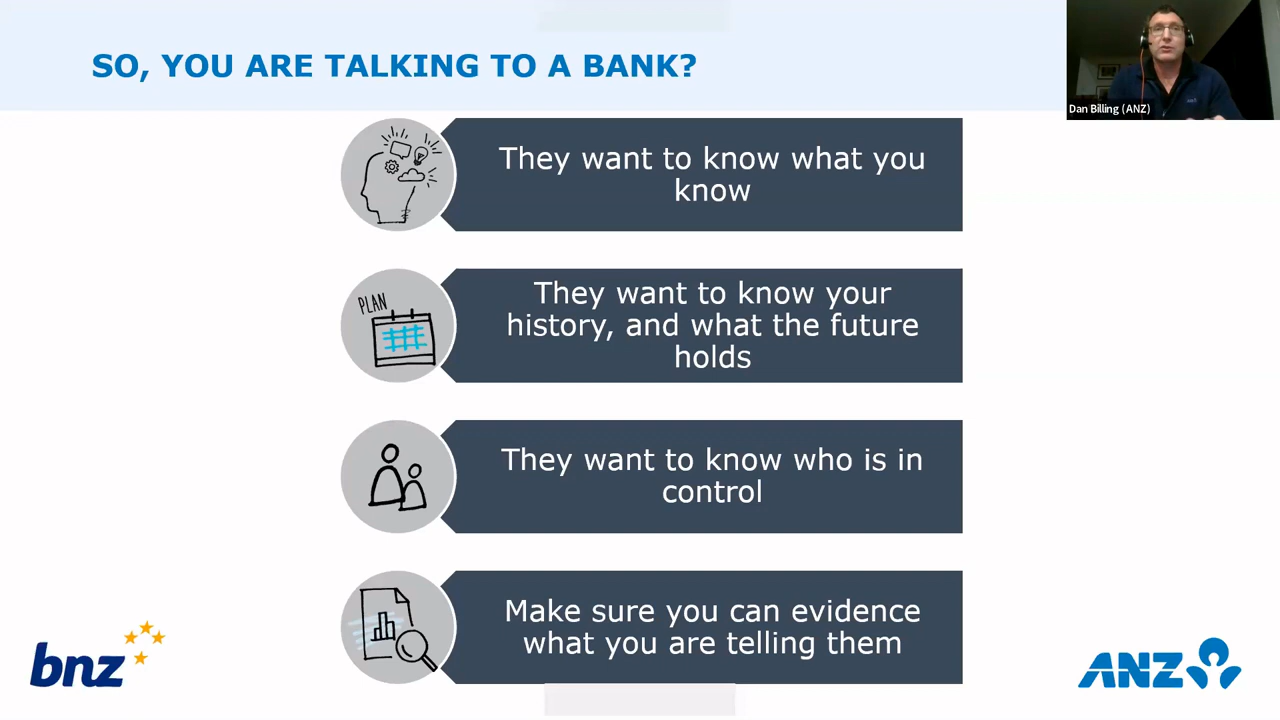 SO, YOU ARE TALKING TO A BANK?
Dan Billing (ANZ)
They want to know what you
know
PLAN
They want to know your
history, and what the future
holds
They want to know who is in
control
Make sure you can evidence
what you are telling them
bnz
ANZ